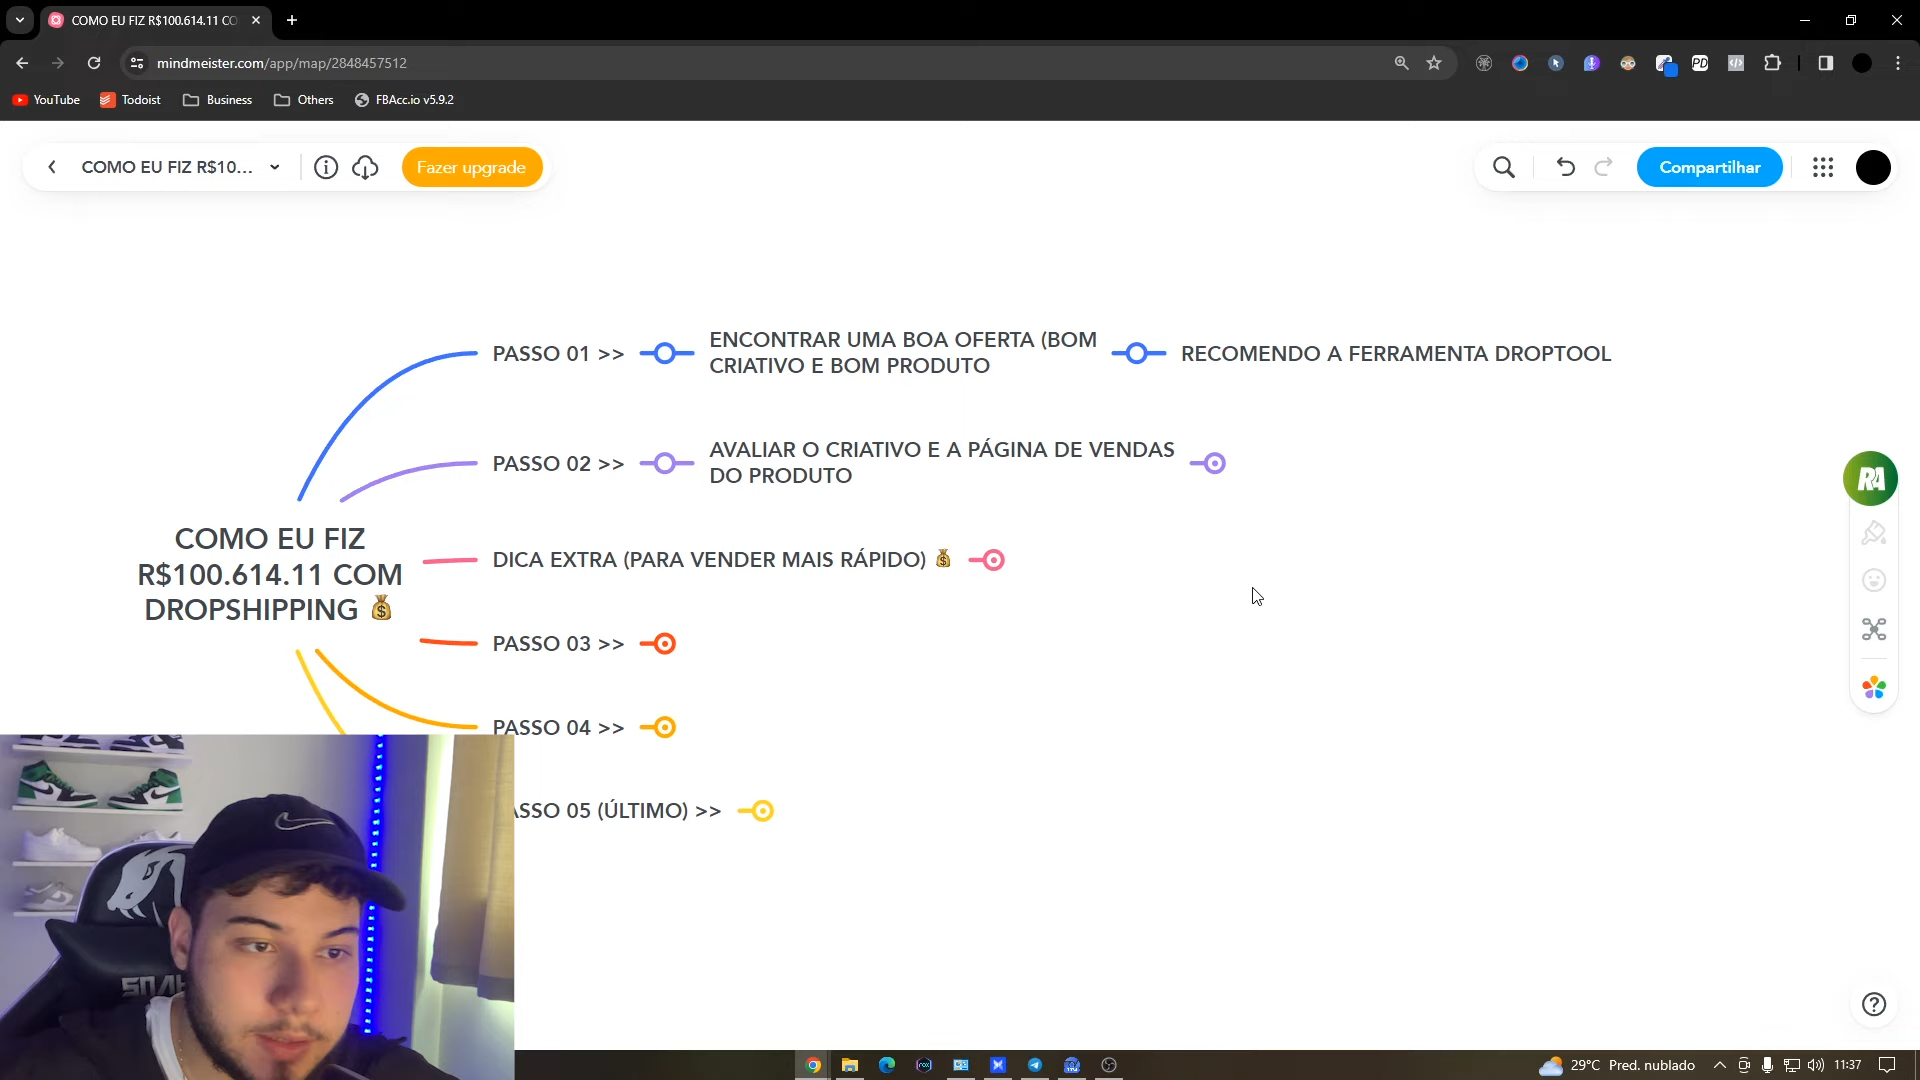 COMO EU FIZ R$100.614.11 CO
mindmeister.com/app/map/2848457512
PD
YouTube
Todoist
Business
Others
FBAcc.io v5.9.2
COMO EU FIZ R$10...
Fazer upgrade
Compartilhar
PASSO 01 >>
ENCONTRAR UMA BOA OFERTA (BOM
CRIATIVO E BOM PRODUTO
RECOMENDO A FERRAMENTA DROPTOOL
PASSO 02 >>
AVALIAR O CRIATIVO E A PÁGINA DE VENDAS
DO PRODUTO
RA
COMO EU FIZ
R$100.614.11 COM
DROPSHIPPING 💰
DICA EXTRA (PARA VENDER MAIS RÁPIDO) 💰
PASSO 03 >>
PASSO 04 >>
ASSO 05 (ÚLTIMO) >>
29°C Pred. nublado
11:37